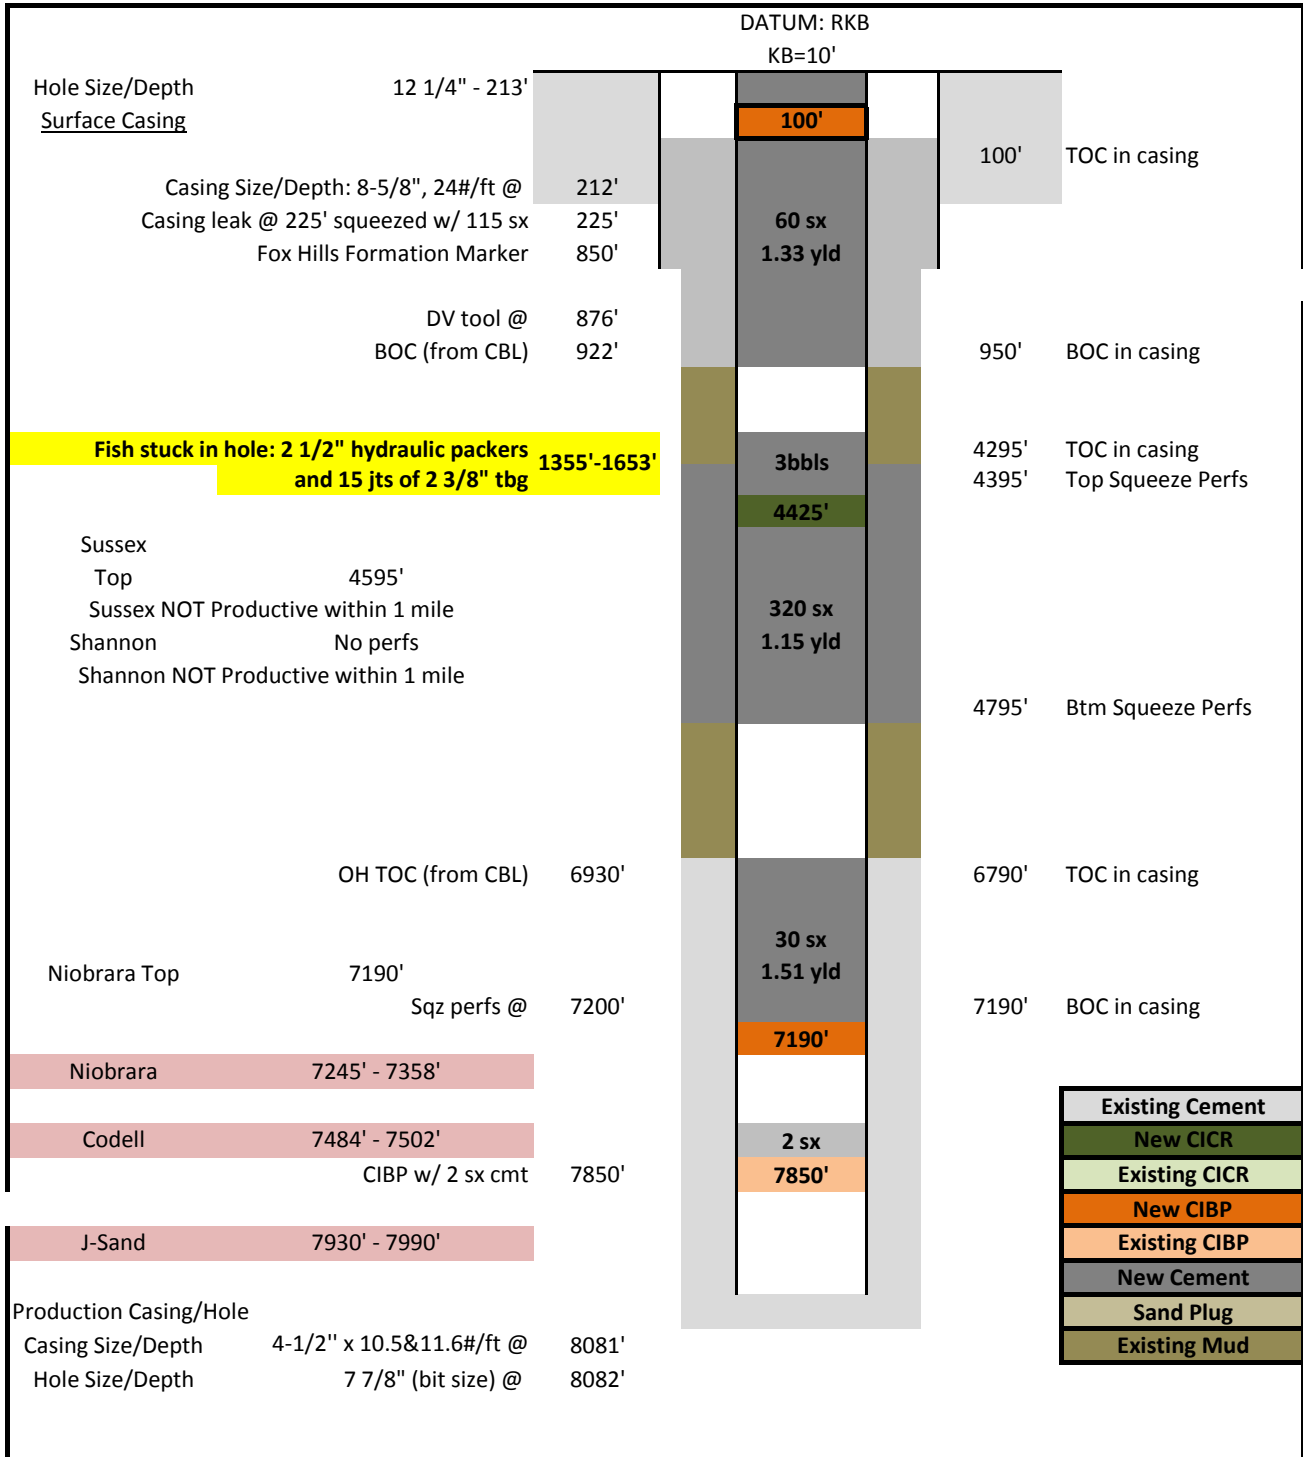 DATUM: RKB
KB=10'
Hole Size/Depth 12 1/4" - 213'
Surface Casing 100'
100' TOC in casing
Casing Size/Depth: 8-5/8", 24#/ft @ 212'
Casing leak @ 225' squeezed w/ 115 sx 225' 60 sx
Fox Hills Formation Marker 850' 1.33 yld
DV tool @ 876'
BOC (from CBL) 922' 950' BOC in casing
Fish stuck in hole: 2 1/2" hydraulic packers
and 15 jts of 2 3/8" tbg
1355'-1653'
3bbls
4295' TOC in casing
4395' Top Squeeze Perfs
4425'
Sussex
Top 4595'
Sussex NOT Productive within 1 mile 320 sx
Shannon No perfs 1.15 yld
Shannon NOT Productive within 1 mile
4795' Btm Squeeze Perfs
OH TOC (from CBL) 6930' 6790' TOC in casing
30 sx
Niobrara Top 7190' 1.51 yld
Sqz perfs @ 7200' 7190' BOC in casing
7190'
Niobrara 7245' - 7358'
Existing Cement
Codell 7484' - 7502' 2 sx New CICR
CIBP w/ 2 sx cmt 7850' 7850' Existing CICR
New CIBP
J-Sand 7930' - 7990' Existing CIBP
New Cement
Production Casing/Hole Sand Plug
Casing Size/Depth 4-1/2'' x 10.5&11.6#/ft @ 8081' Existing Mud
Hole Size/Depth 7 7/8" (bit size) @ 8082'